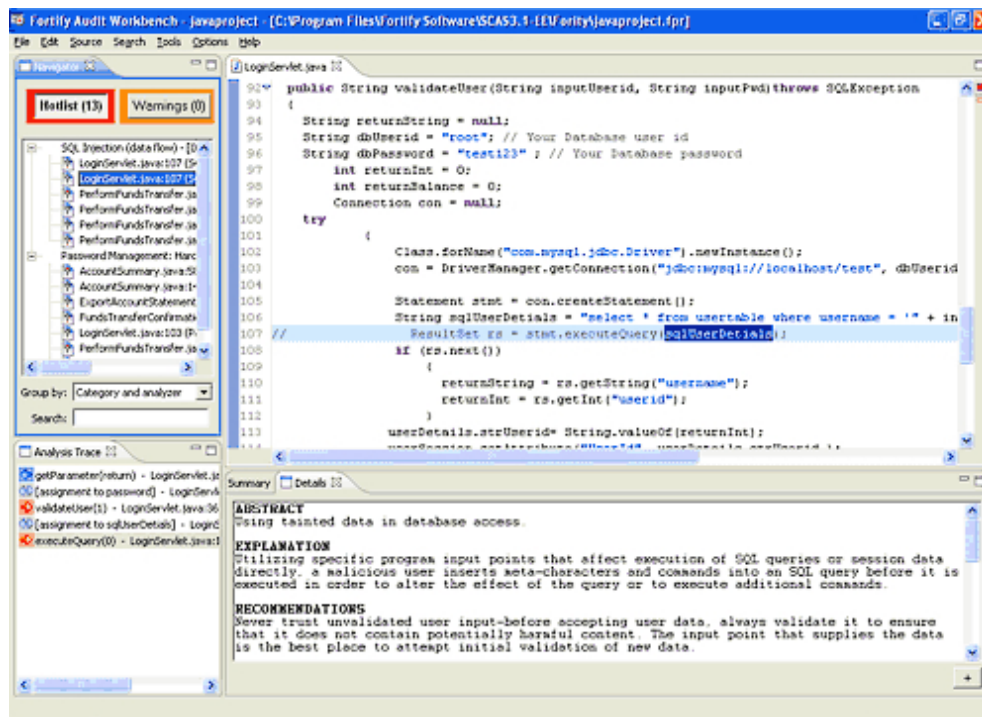 Fortify Audit Workbench - javaproject - [C:\Program Files\Fortify Software\SCAS3.1-EE\Fority\javaproject.fpr]
File Edit Source Search Tools Options Help
Navigator
Hotlist (13) Warnings (0)
SQL Injection (data flow) - [D
LoginServlet.java:107 (S
LoginServlet.java:107 (S
PerformFundsTransfer.ja
PerformFundsTransfer.ja
PerformFundsTransfer.ja
PerformFundsTransfer.ja
Password Management: Harc
AccountSummary.java:5
AccountSummary.java:1
ExportAccountStatement
FundsTransferConfirmati
LoginServlet.java:103 (P
PerformFundsTransfer.ja
Group by: Category and analyzer
Search:
LoginServlet.java
92 public String validateUser(String inputUserid, String inputPwd)throws SQLException
93 {
94 String returnString = null;
95 String dbUserid = "root"; // Your Database user id
96 String dbPassword = "test123" ; // Your Database password
97 int returnInt = 0;
98 int returnBalance = 0;
99 Connection con = null;
100 try
101 {
102 Class.forName("com.mysql.jdbc.Driver").newInstance();
103 con = DriverManager.getConnection("jdbc:mysql://localhost/test", dbUserid
104
105 Statement stmt = con.createStatement();
106 String sqlUserDetials = "select * from usertable where username = '" + in
107 // ResultSet rs = stmt.executeQuery(sqlUserDetials);
108 if (rs.next())
109 {
110 returnString = rs.getString("username");
111 returnInt = rs.getInt("userid");
112 }
113 userDetails.strUserid= String.valueOf(returnInt);
114
Analysis Trace
getParameter(return) - LoginServlet.ja
[assignment to password] - LoginServl
validateUser(1) - LoginServlet.java:36
[assignment to sqlUserDetials] - LoginS
executeQuery(0) - LoginServlet.java:1
Summary Details
ABSTRACT
Using tainted data in database access.
EXPLANATION
Utilizing specific program input points that affect execution of SQL queries or session data
directly, a malicious user inserts meta-characters and commands into an SQL query before it is
executed in order to alter the effect of the query or to execute additional commands.
RECOMMENDATIONS
Never trust unvalidated user input-before accepting user data, always validate it to ensure
that it does not contain potentially harmful content. The input point that supplies the data
is the best place to attempt initial validation of new data.